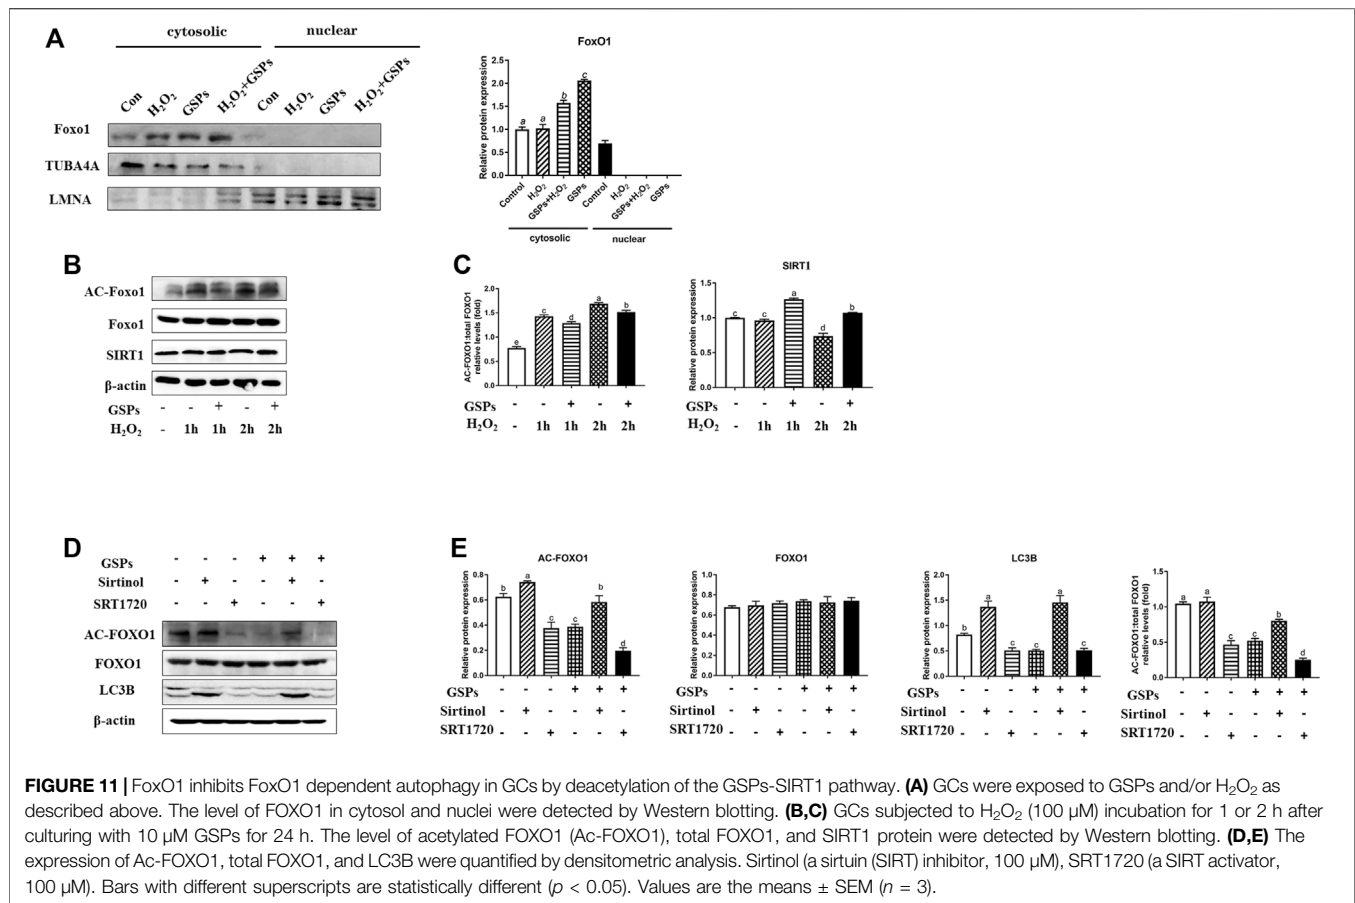 A
cytosolic nuclear
Con H₂O₂ GSPs H₂O₂+GSPs Con H₂O₂ GSPs H₂O₂+GSPs
Foxo1
TUBA4A
LMNA
FoxO1
Relative protein expression
2.5
2.0
1.5
1.0
0.5
0.0
a a b c
Control H₂O₂ GSPs+H₂O₂ GSPs Control H₂O₂ GSPs+H₂O₂ GSPs
cytosolic nuclear
B
AC-Foxo1
Foxo1
SIRT1
β-actin
GSPs - - + - +
H₂O₂ - 1h 1h 2h 2h
C
AC-FOXO1:total FOXO1
relative levels (fold)
2.0
1.5
1.0
0.5
0.0
e c d a b
GSPs - - + - +
H₂O₂ - 1h 1h 2h 2h
SIRT1
Relative protein expression
1.5
1.0
0.5
0.0
c c a d b
GSPs - - + - +
H₂O₂ - 1h 1h 2h 2h
D
GSPs - - - + + +
Sirtinol - + - - + -
SRT1720 - - + - - +
AC-FOXO1
FOXO1
LC3B
β-actin
E
AC-FOXO1
Relative protein expression
0.8
0.6
0.4
0.2
0.0
b a c c b d
GSPs - - - + + +
Sirtinol - + - - + -
SRT1720 - - + - - +
FOXO1
Relative protein expression
1.0
0.8
0.6
0.4
0.2
0.0
GSPs - - - + + +
Sirtinol - + - - + -
SRT1720 - - + - - +
LC3B
Relative protein expression
2.0
1.5
1.0
0.5
0.0
b a c c a c
GSPs - - - + + +
Sirtinol - + - - + -
SRT1720 - - + - - +
AC-FOXO1:total FOXO1
relative levels (fold)
1.5
1.0
0.5
0.0
a a c c b d
GSPs - - - + + +
Sirtinol - + - - + -
SRT1720 - - + - - +
FIGURE 11 | FoxO1 inhibits FoxO1 dependent autophagy in GCs by deacetylation of the GSPs-SIRT1 pathway. (A) GCs were exposed to GSPs and/or H₂O₂ as
described above. The level of FOXO1 in cytosol and nuclei were detected by Western blotting. (B,C) GCs subjected to H₂O₂ (100 µM) incubation for 1 or 2 h after
culturing with 10 µM GSPs for 24 h. The level of acetylated FOXO1 (Ac-FOXO1), total FOXO1, and SIRT1 protein were detected by Western blotting. (D,E) The
expression of Ac-FOXO1, total FOXO1, and LC3B were quantified by densitometric analysis. Sirtinol (a sirtuin (SIRT) inhibitor, 100 µM), SRT1720 (a SIRT activator,
100 µM). Bars with different superscripts are statistically different (p < 0.05). Values are the means ± SEM (n = 3).